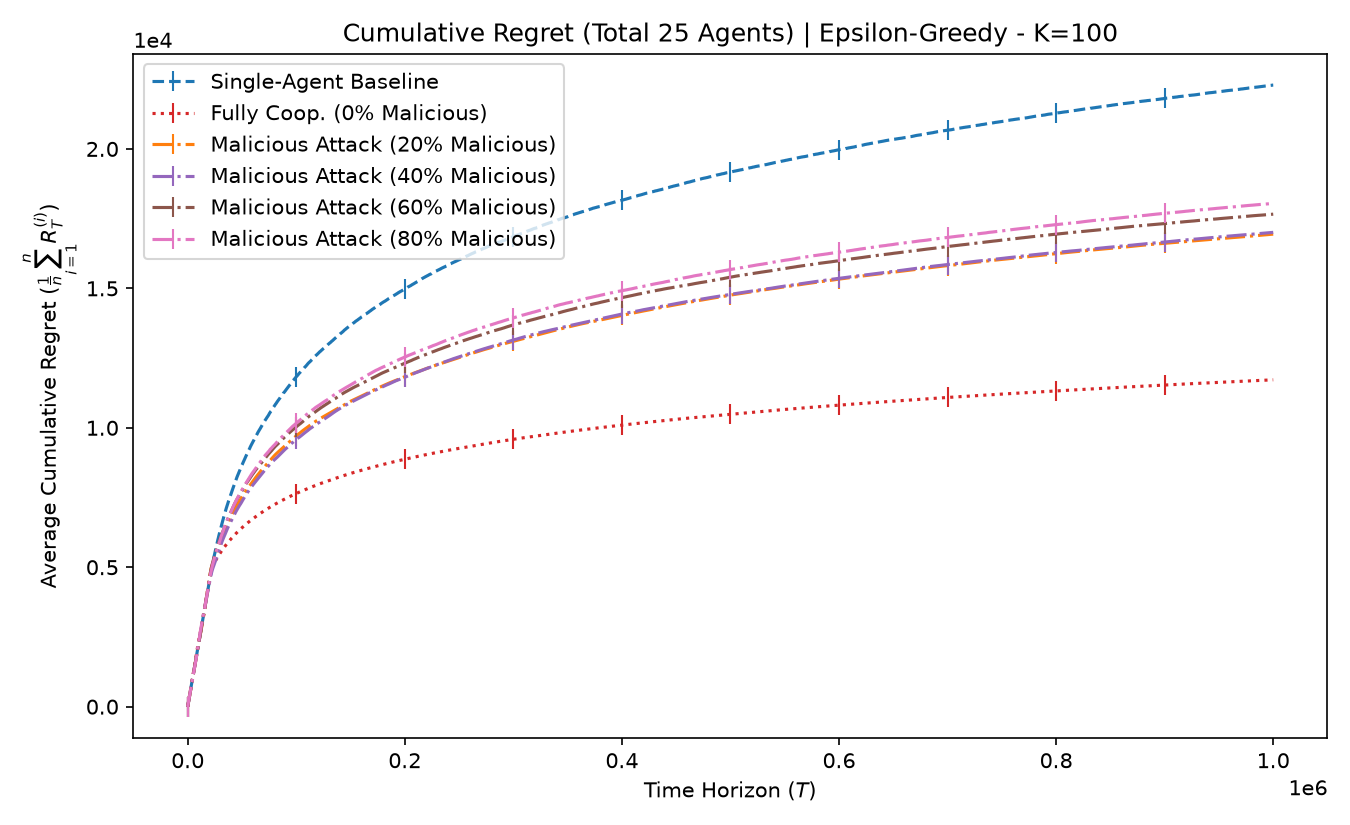 Cumulative Regret (Total 25 Agents) | Epsilon-Greedy - K=100
1e4
Single-Agent Baseline
Fully Coop. (0% Malicious)
Malicious Attack (20% Malicious)
Malicious Attack (40% Malicious)
Malicious Attack (60% Malicious)
Malicious Attack (80% Malicious)
2.0
1.5
1.0
0.5
0.0
Average Cumulative Regret ($\frac{1}{n}\sum_{i=1}^{n} R_T^{(i)}$)
0.0 0.2 0.4 0.6 0.8 1.0
1e6
Time Horizon (T)